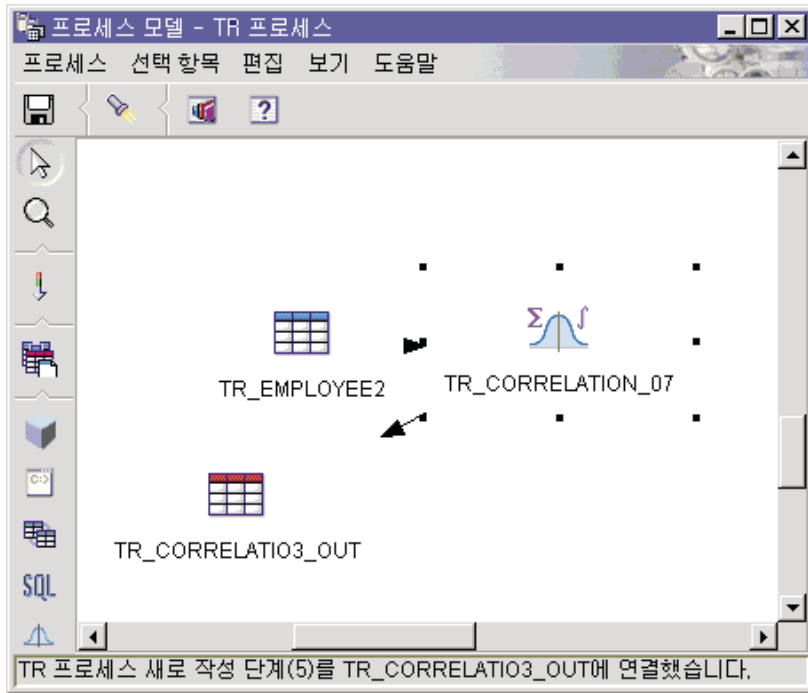 프로세스 모델 - TR 프로세스
프로세스 선택 항목 편집 보기 도움말
?
Σ ∫
TR_EMPLOYEE2
TR_CORRELATION_07
C:>
TR_CORRELATIO3_OUT
SQL
TR 프로세스 새로 작성 단계(5)를 TR_CORRELATIO3_OUT에 연결했습니다.